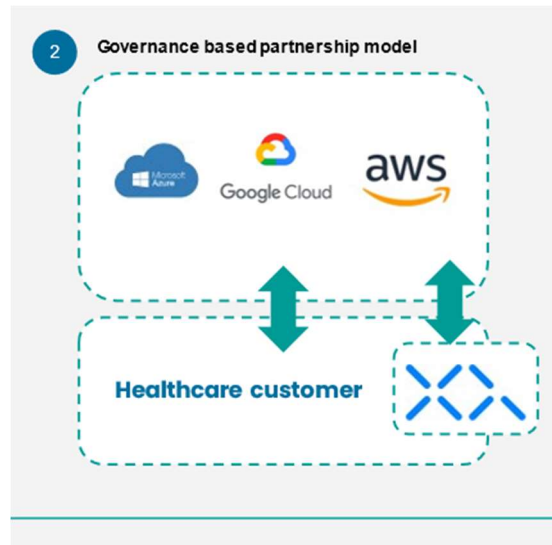 2
Governance based partnership model
Microsoft
Azure
Google Cloud
aws
Healthcare customer